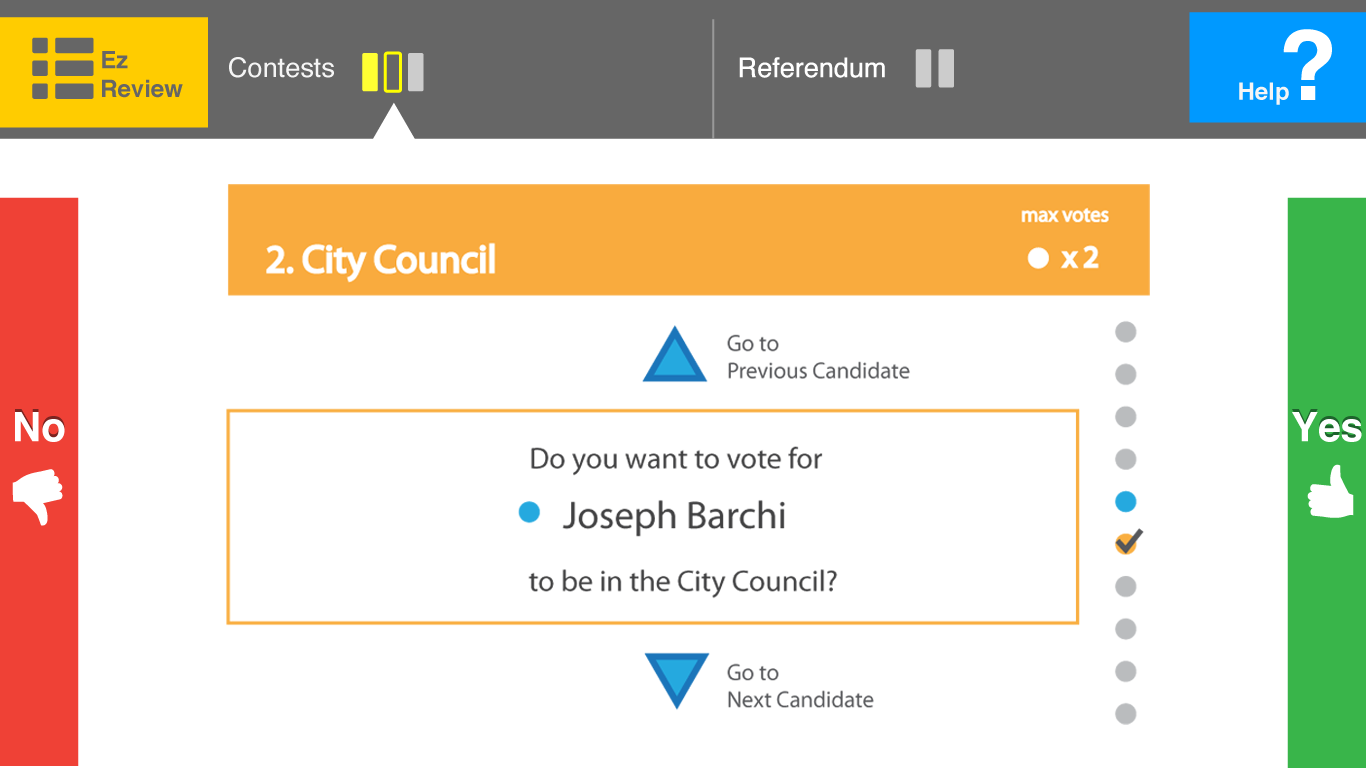 Ez
Review
Contests
Referendum
Help ?
2. City Council
max votes
x 2
Go to
Previous Candidate
No
Yes
Do you want to vote for
Joseph Barchi
to be in the City Council?
Go to
Next Candidate